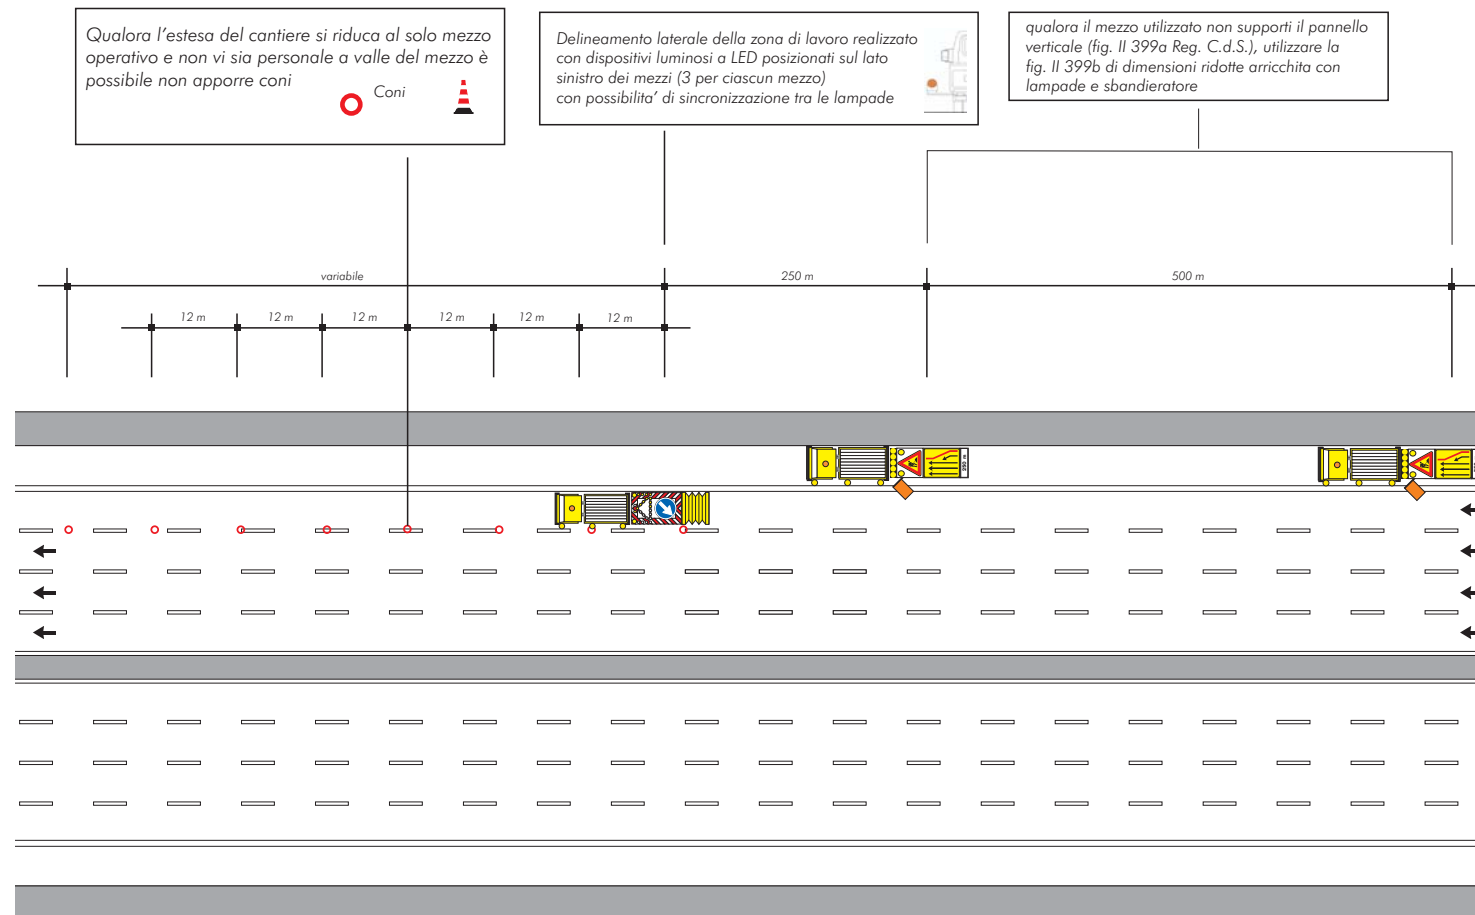 Qualora l'estesa del cantiere si riduca al solo mezzo
operativo e non vi sia personale a valle del mezzo è
possibile non apporre coni
Coni
Delineamento laterale della zona di lavoro realizzato
con dispositivi luminosi a LED posizionati sul lato
sinistro dei mezzi (3 per ciascun mezzo)
con possibilita' di sincronizzazione tra le lampade
qualora il mezzo utilizzato non supporti il pannello
verticale (fig. II 399a Reg. C.d.S.), utilizzare la
fig. II 399b di dimensioni ridotte arricchita con
lampade e sbandieratore
variabile
250 m
500 m
12 m
12 m
12 m
12 m
12 m
12 m
250 m